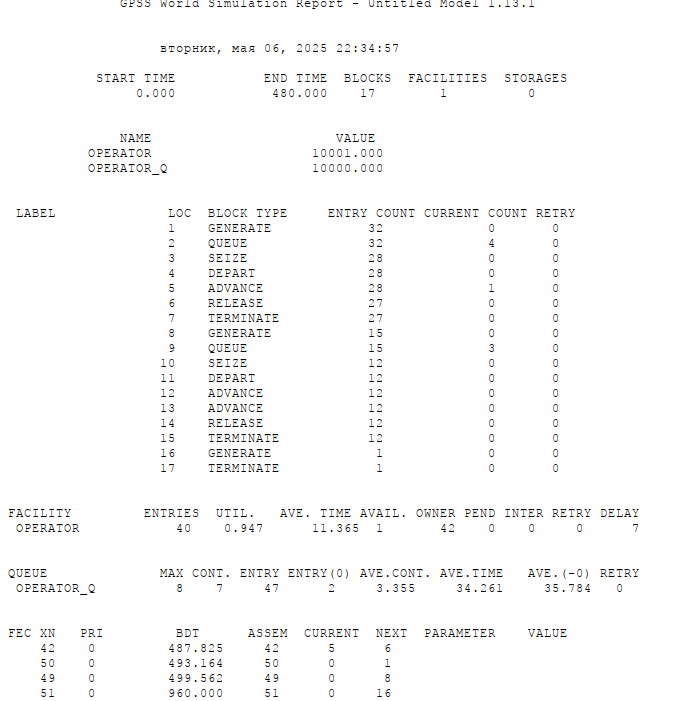 GPSS World Simulation Report - Untitled Model 1.13.1
вторник, мая 06, 2025 22:34:57
START TIME END TIME BLOCKS FACILITIES STORAGES
0.000 480.000 17 1 0
NAME VALUE
OPERATOR 10001.000
OPERATOR_Q 10000.000
LABEL LOC BLOCK TYPE ENTRY COUNT CURRENT COUNT RETRY
1 GENERATE 32 0 0
2 QUEUE 32 4 0
3 SEIZE 28 0 0
4 DEPART 28 0 0
5 ADVANCE 28 1 0
6 RELEASE 27 0 0
7 TERMINATE 27 0 0
8 GENERATE 15 0 0
9 QUEUE 15 3 0
10 SEIZE 12 0 0
11 DEPART 12 0 0
12 ADVANCE 12 0 0
13 ADVANCE 12 0 0
14 RELEASE 12 0 0
15 TERMINATE 12 0 0
16 GENERATE 1 0 0
17 TERMINATE 1 0 0
FACILITY ENTRIES UTIL. AVE. TIME AVAIL. OWNER PEND INTER RETRY DELAY
OPERATOR 40 0.947 11.365 1 42 0 0 0 7
QUEUE MAX CONT. ENTRY ENTRY(0) AVE.CONT. AVE.TIME AVE.(-0) RETRY
OPERATOR_Q 8 7 47 2 3.355 34.261 35.784 0
FEC XN PRI BDT ASSEM CURRENT NEXT PARAMETER VALUE
42 0 487.825 42 5 6
50 0 493.164 50 0 1
49 0 499.562 49 0 8
51 0 960.000 51 0 16